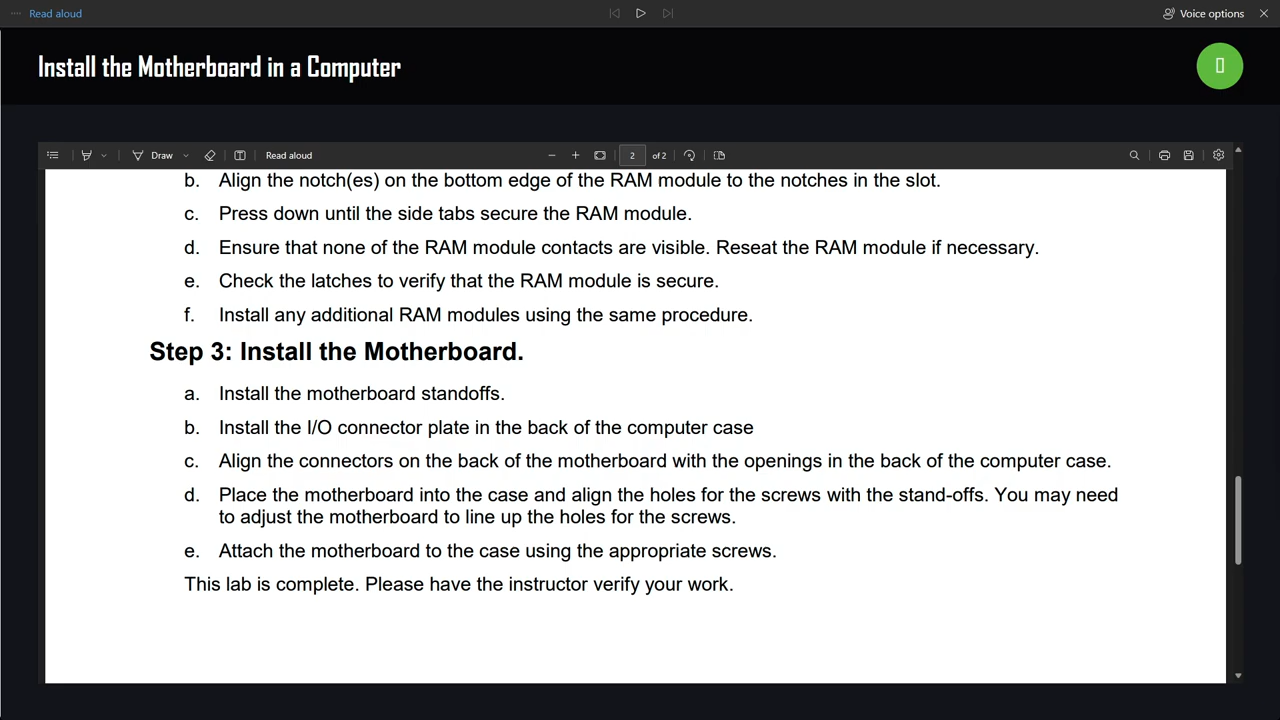 Read aloud
Voice options
Install the Motherboard in a Computer
Draw
Read aloud
2 of 2
b. Align the notch(es) on the bottom edge of the RAM module to the notches in the slot.
c. Press down until the side tabs secure the RAM module.
d. Ensure that none of the RAM module contacts are visible. Reseat the RAM module if necessary.
e. Check the latches to verify that the RAM module is secure.
f. Install any additional RAM modules using the same procedure.
Step 3: Install the Motherboard.
a. Install the motherboard standoffs.
b. Install the I/O connector plate in the back of the computer case
c. Align the connectors on the back of the motherboard with the openings in the back of the computer case.
d. Place the motherboard into the case and align the holes for the screws with the stand-offs. You may need
to adjust the motherboard to line up the holes for the screws.
e. Attach the motherboard to the case using the appropriate screws.
This lab is complete. Please have the instructor verify your work.